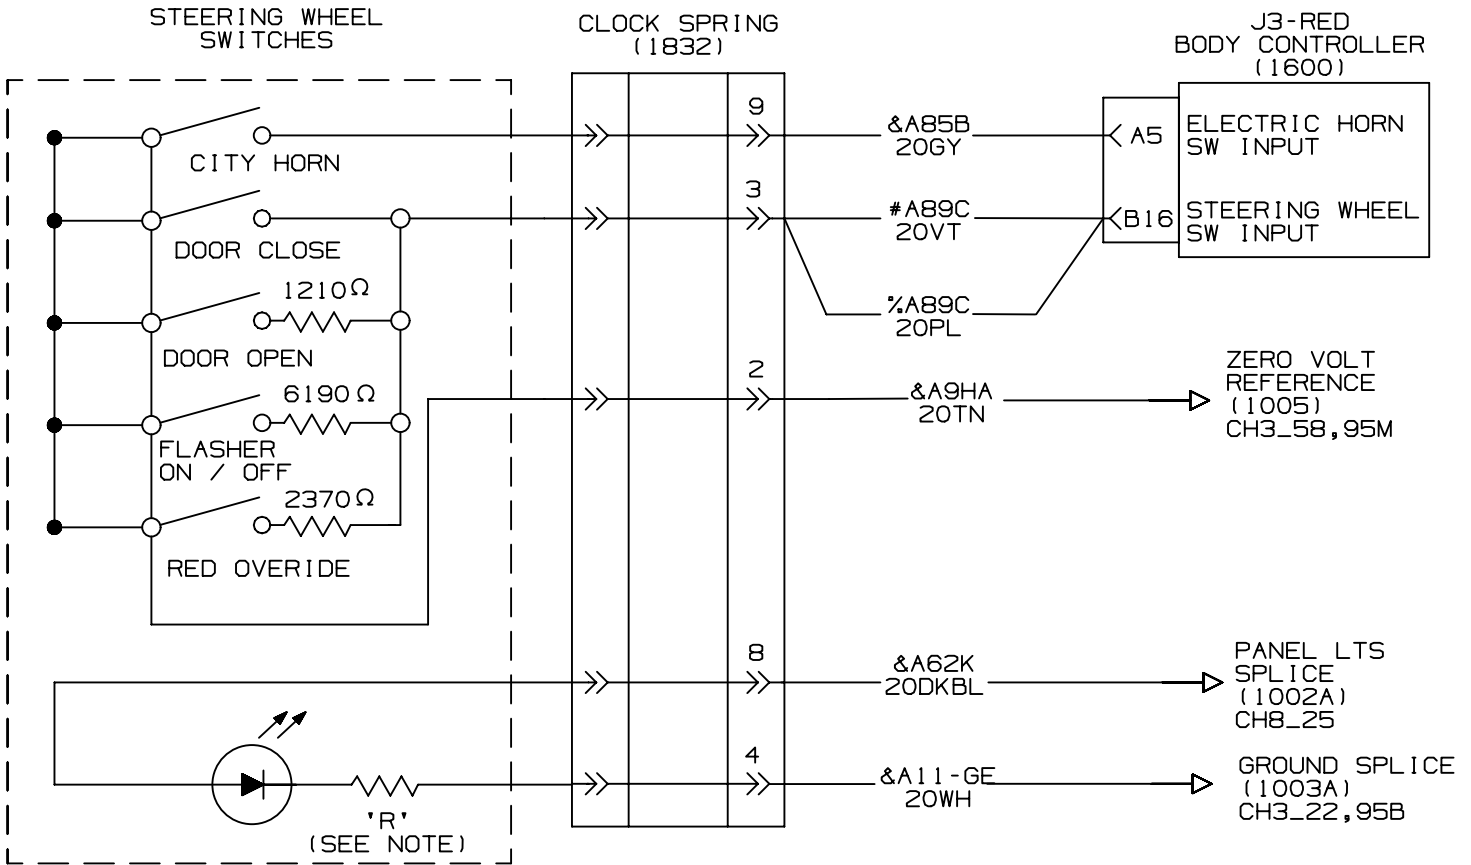 STEERING WHEEL
SWITCHES
CLOCK SPRING
(1832)
J3-RED
BODY CONTROLLER
(1600)
9
&A85B
20GY
A5
ELECTRIC HORN
SW INPUT
CITY HORN
3
#A89C
20VT
B16
STEERING WHEEL
SW INPUT
DOOR CLOSE
1210Ω
%A89C
20PL
DOOR OPEN
2
&A9HA
20TN
ZERO VOLT
REFERENCE
(1005)
CH3_58,95M
6190Ω
FLASHER
ON / OFF
2370Ω
RED OVERIDE
8
&A62K
20DKBL
PANEL LTS
SPLICE
(1002A)
CH8_25
4
&A11-GE
20WH
GROUND SPLICE
(1003A)
CH3_22,95B
'R'
(SEE NOTE)